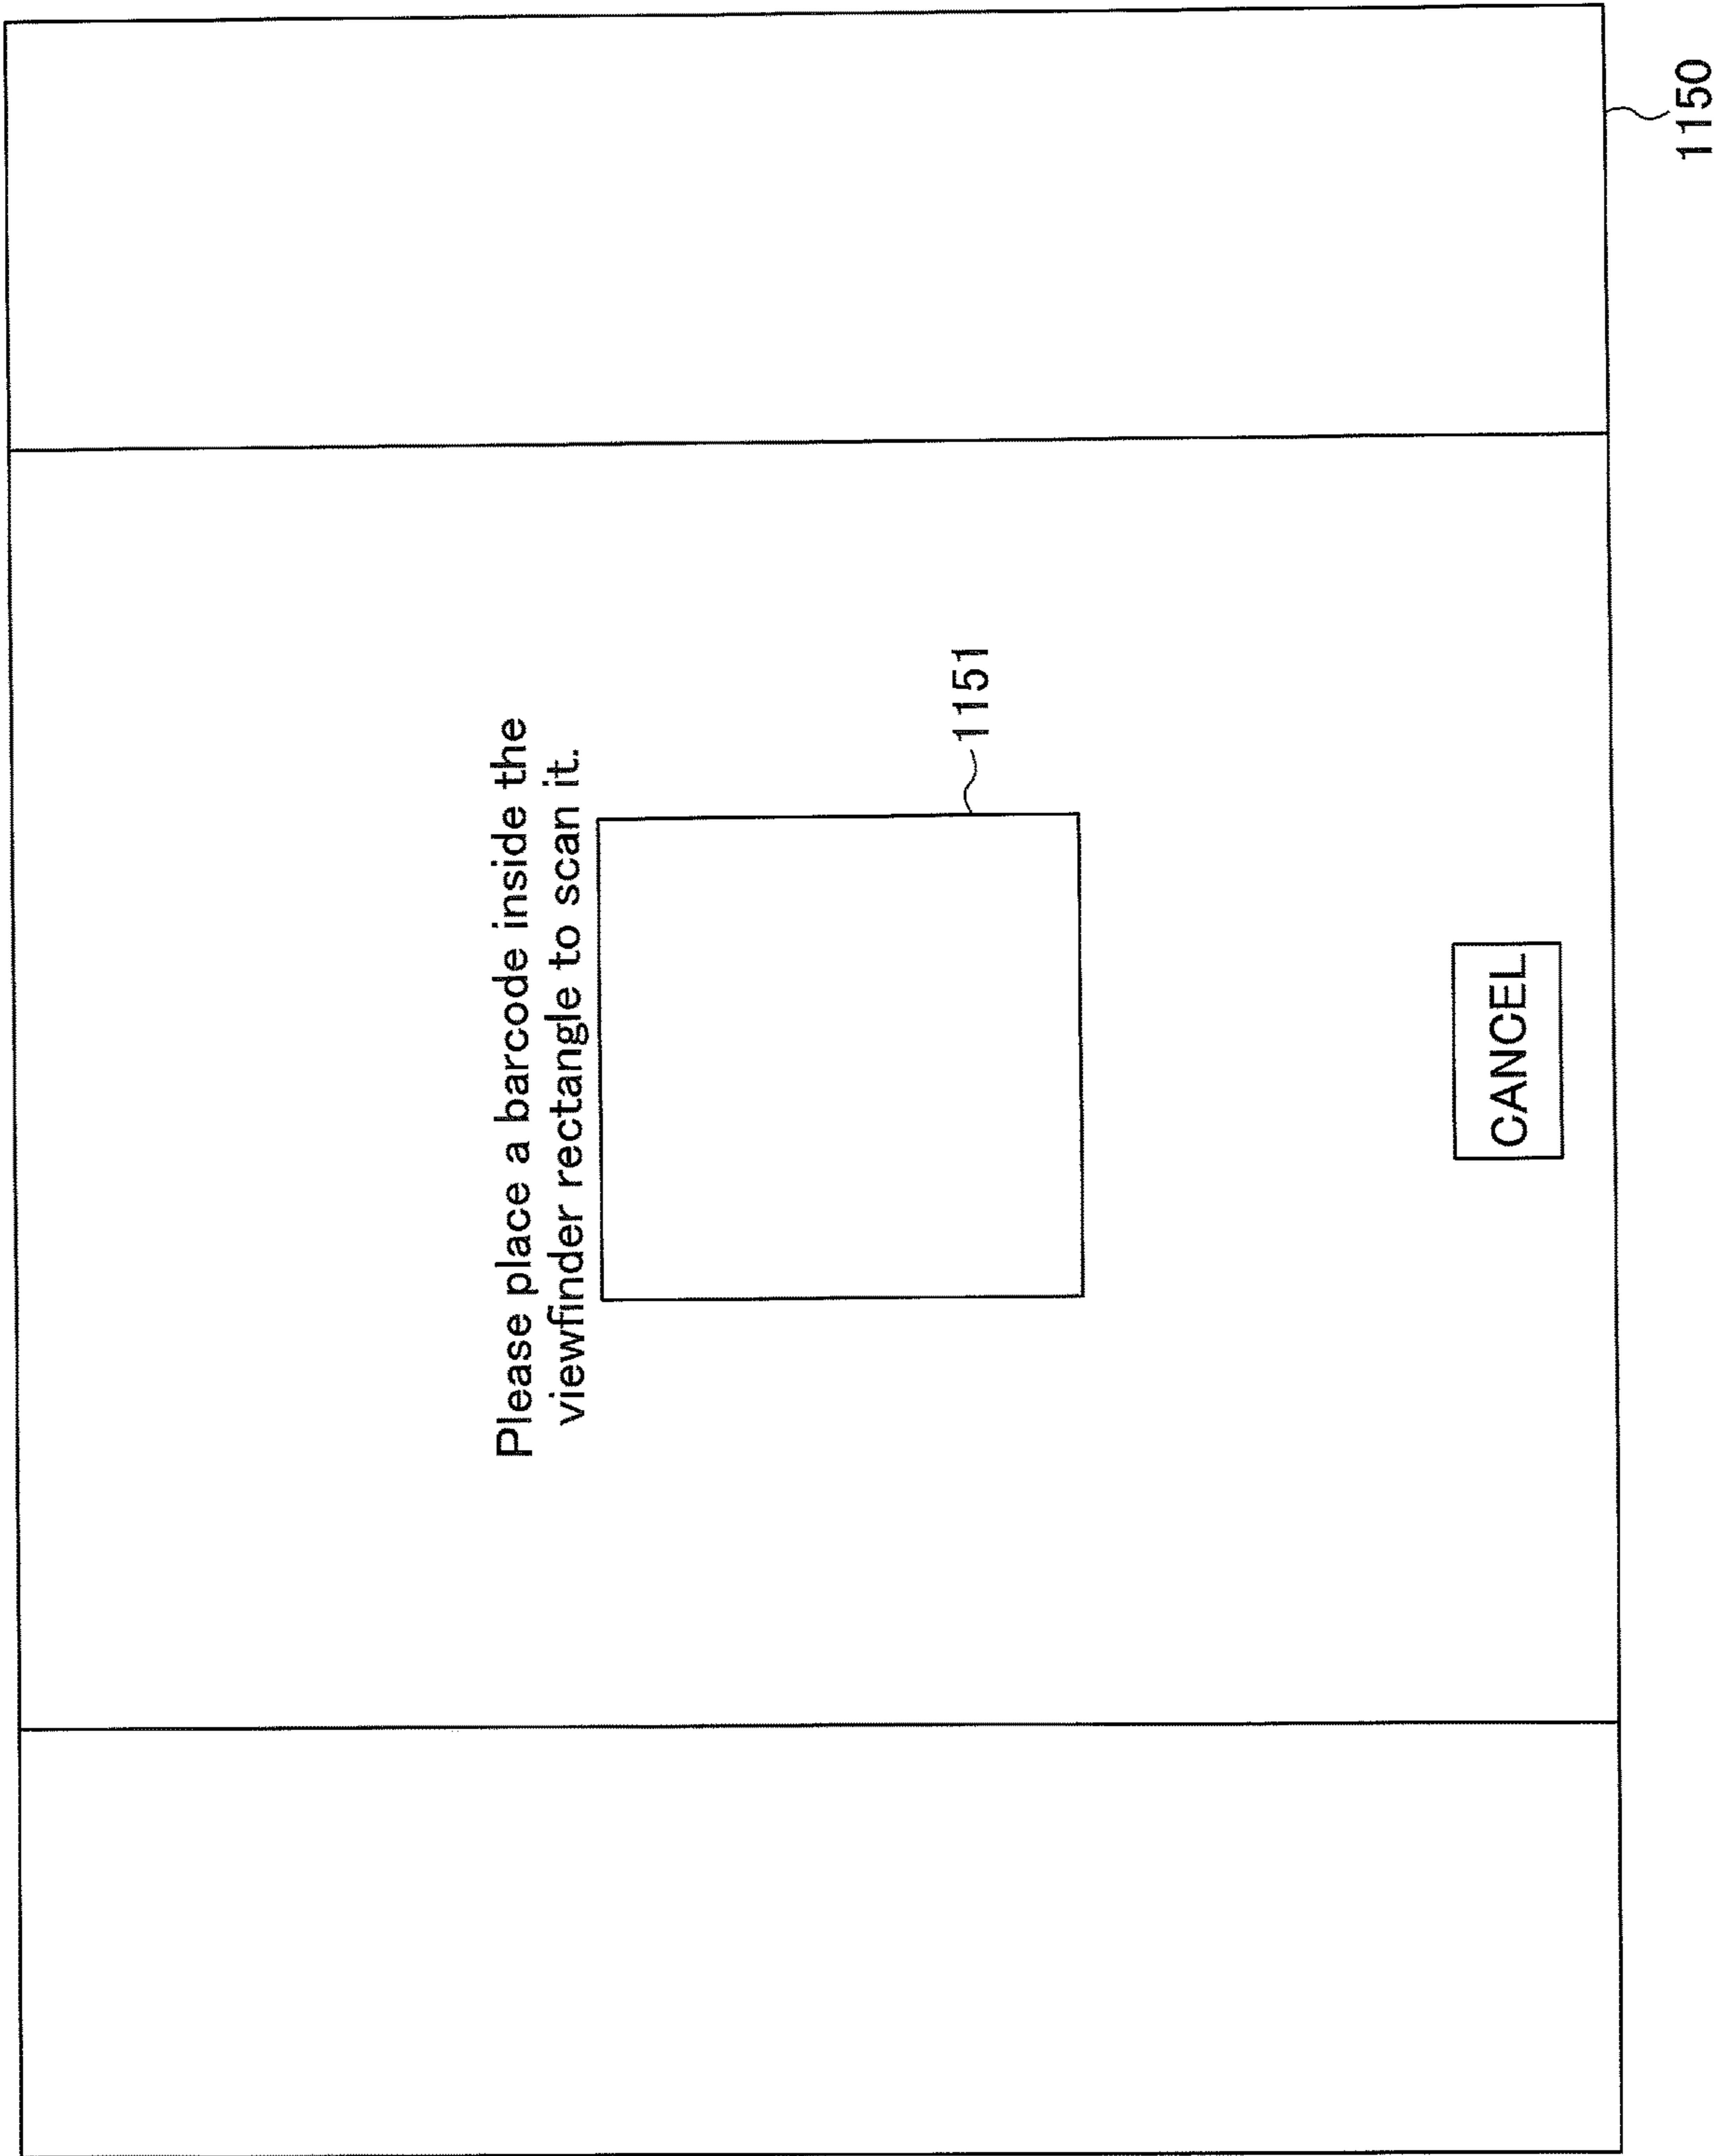 Please place a barcode inside the
viewfinder rectangle to scan it.
1151
CANCEL
1150